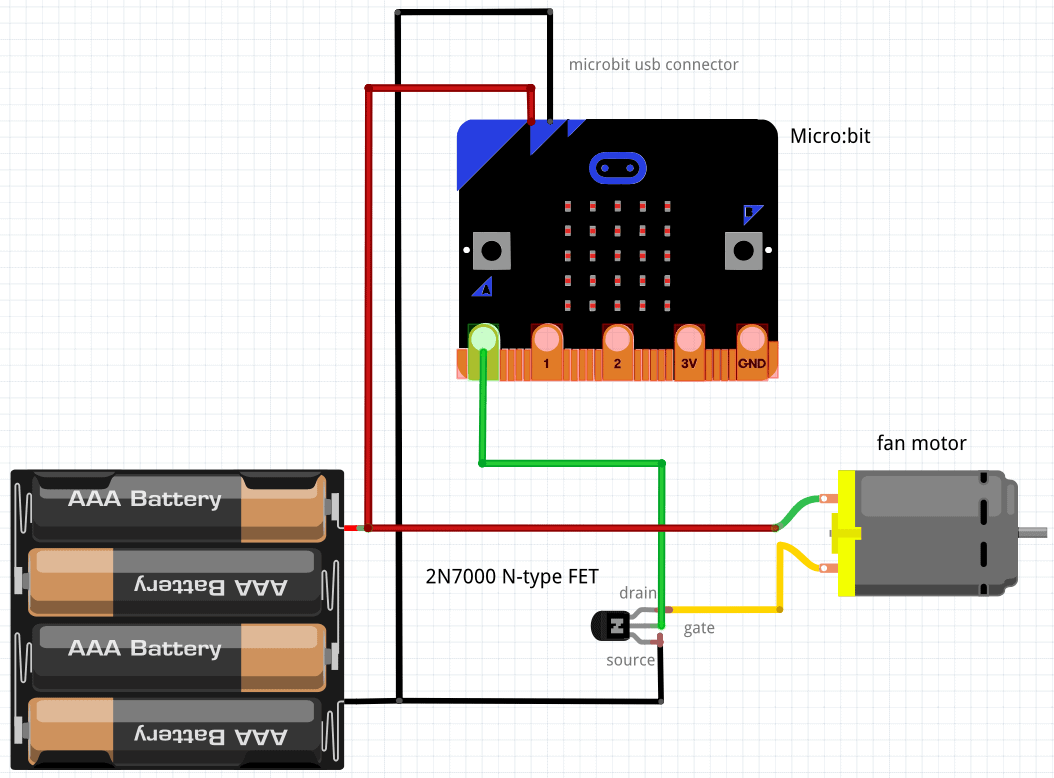 microbit usb connector
Micro:bit
A
B
1
2
3V
GND
fan motor
AAA Battery
AAA Battery
AAA Battery
AAA Battery
2N7000 N-type FET
drain
N
gate
source